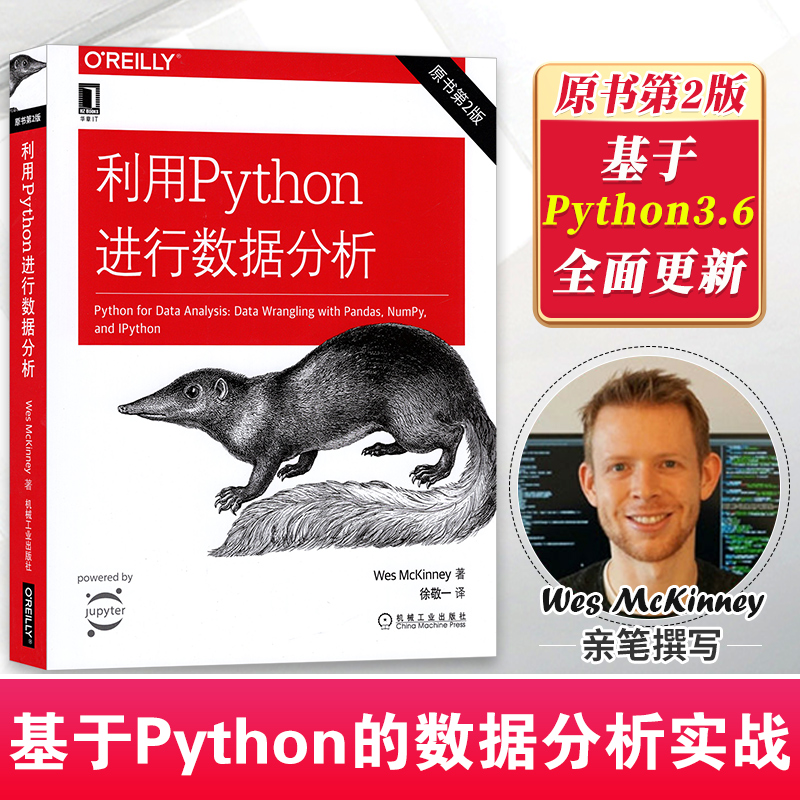 O'REILLY®
原书第2版
HZ BOOKS
华章IT
利用Python
进行数据分析
Python for Data Analysis: Data Wrangling with Pandas, NumPy,
and IPython
powered by
jupyter
Wes McKinney 著
徐敬一 译
机械工业出版社
China Machine Press
原书第2版
利用Python进行数据分析
Wes McKinney 著
机械工业出版社
O'REILLY®
原书第2版
基于
Python3.6
全面更新
Wes McKinney
亲笔撰写
基于Python的数据分析实战